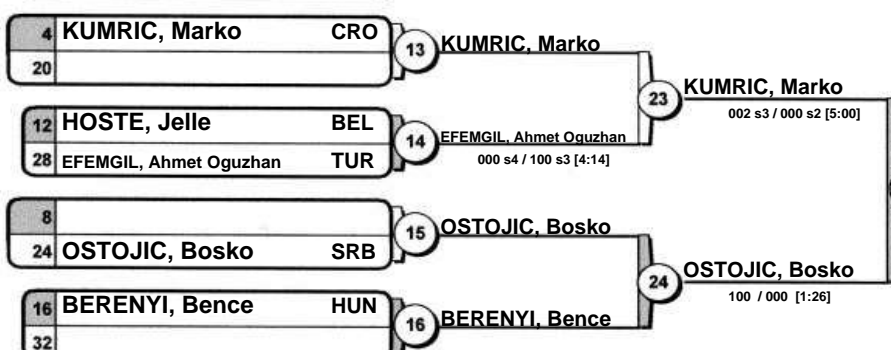 4 KUMRIC, Marko CRO
20
13 KUMRIC, Marko
12 HOSTE, Jelle BEL
28 EFEMGIL, Ahmet Oguzhan TUR
14 EFEMGIL, Ahmet Oguzhan
000 s4 / 100 s3 [4:14]
23 KUMRIC, Marko
002 s3 / 000 s2 [5:00]
8
24 OSTOJIC, Bosko SRB
15 OSTOJIC, Bosko
16 BERENYI, Bence HUN
32
16 BERENYI, Bence
24 OSTOJIC, Bosko
100 / 000 [1:26]